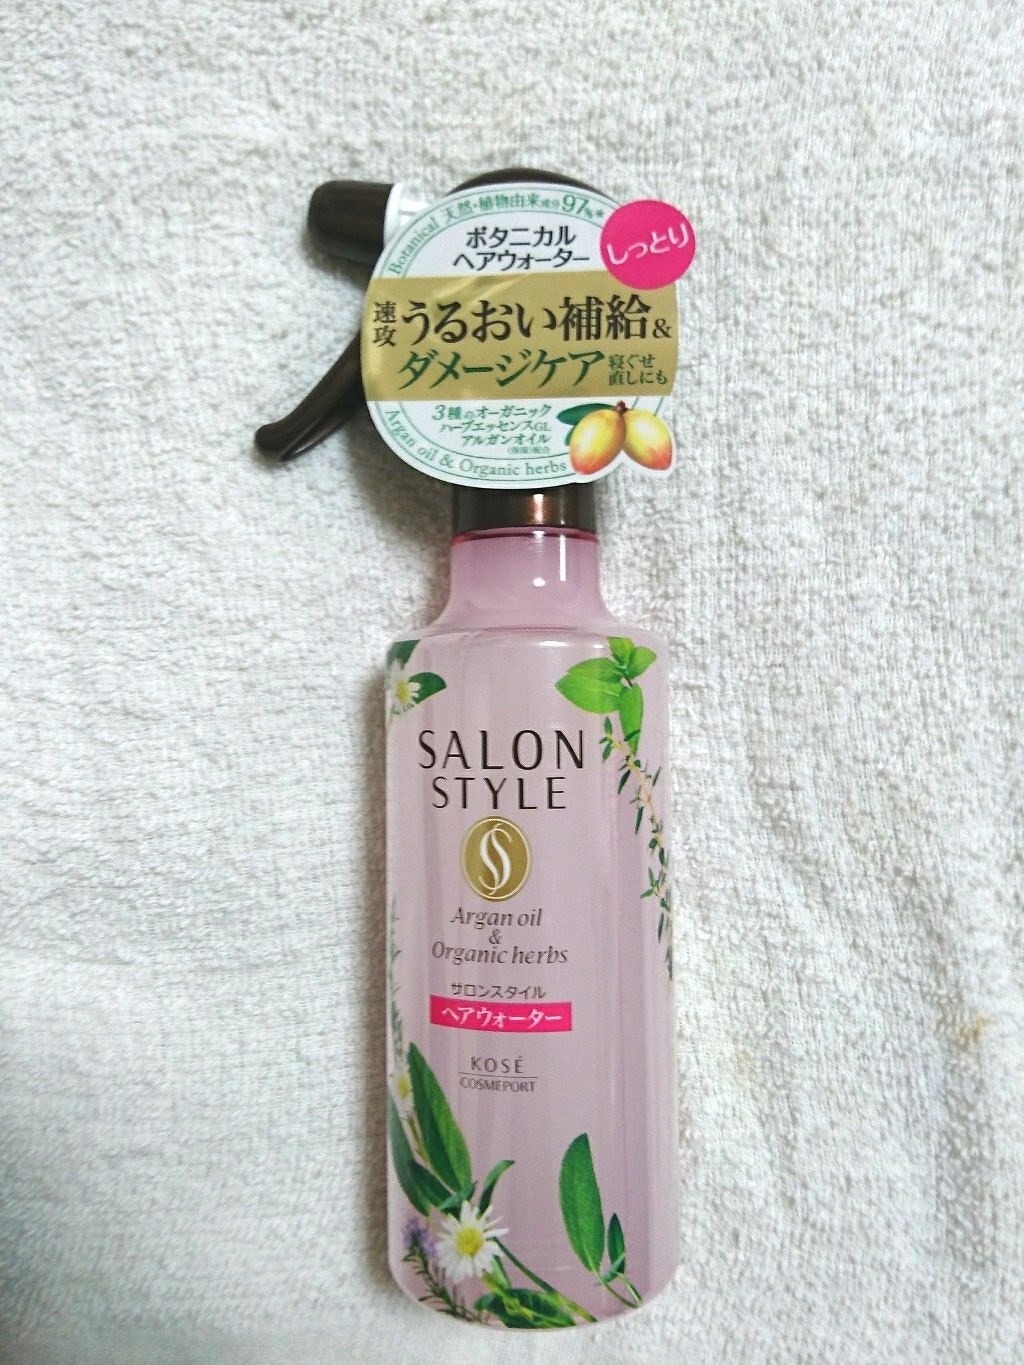 Botanical 天然・植物由来成分97%*
ボタニカル
ヘアウォーター
しっとり
速攻 うるおい補給&
ダメージケア 寝ぐせ直しにも
3種のオーガニック
ハーブエッセンスGL
アルガンオイル
(保湿)配合
Argan oil & Organic herbs
SALON
STYLE
Argan oil
&
Organic herbs
サロンスタイル
ヘアウォーター
KOSÉ
COSMEPORT